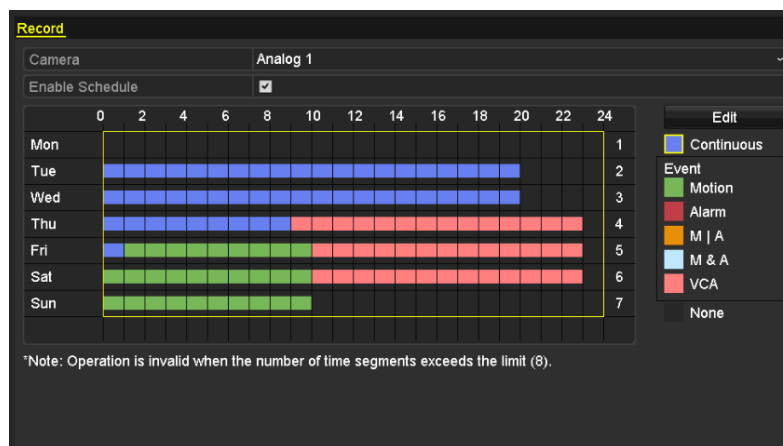 Record
Camera Analog 1
Enable Schedule
0 2 4 6 8 10 12 14 16 18 20 22 24
Mon 1
Tue 2
Wed 3
Thu 4
Fri 5
Sat 6
Sun 7
Edit
Continuous
Event
Motion
Alarm
M | A
M & A
VCA
None
*Note: Operation is invalid when the number of time segments exceeds the limit (8).